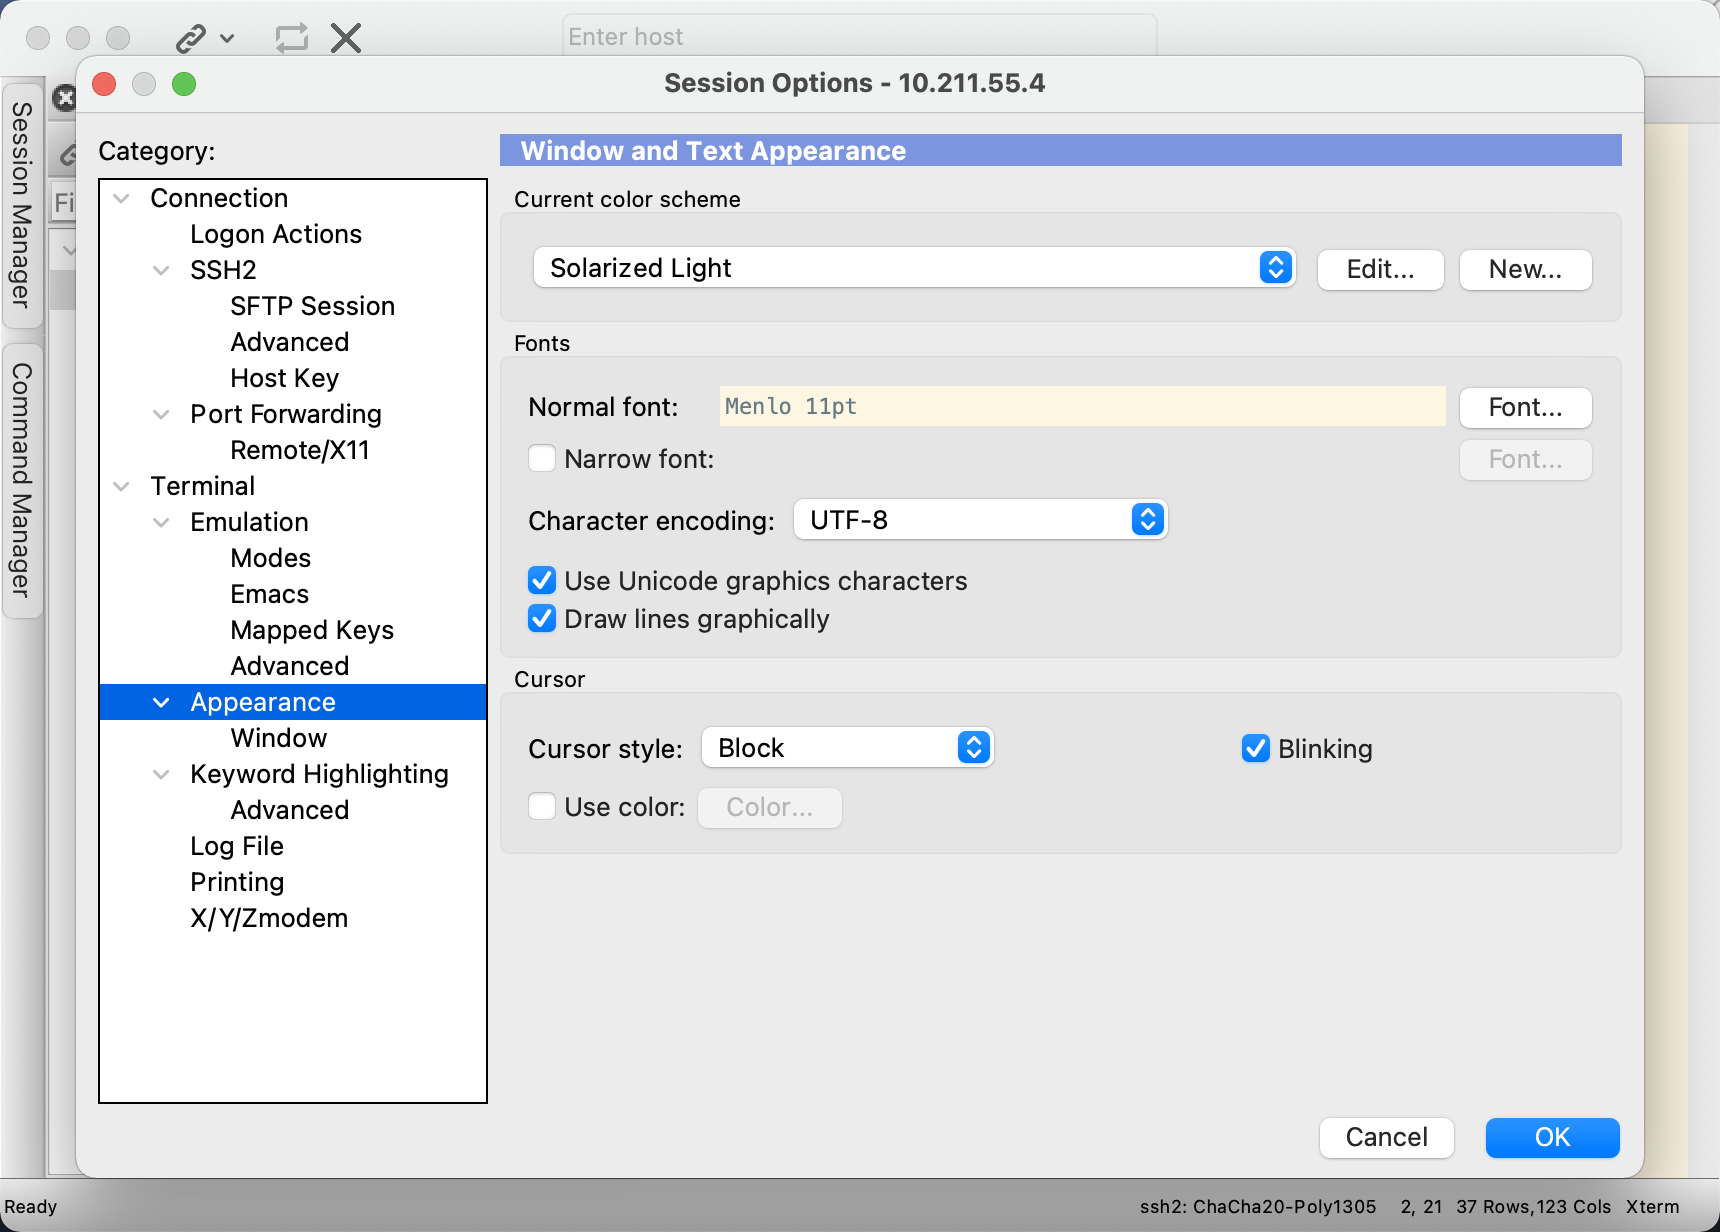 Enter host
Session Manager
Command Manager
Fi
Session Options - 10.211.55.4
Category:
Connection
Logon Actions
SSH2
SFTP Session
Advanced
Host Key
Port Forwarding
Remote/X11
Terminal
Emulation
Modes
Emacs
Mapped Keys
Advanced
Appearance
Window
Keyword Highlighting
Advanced
Log File
Printing
X/Y/Zmodem
Window and Text Appearance
Current color scheme
Solarized Light
Edit...
New...
Fonts
Normal font:
Menlo 11pt
Font...
Narrow font:
Font...
Character encoding:
UTF-8
Use Unicode graphics characters
Draw lines graphically
Cursor
Cursor style:
Block
Blinking
Use color:
Color...
Cancel
OK
Ready
ssh2: ChaCha20-Poly1305
2, 21
37 Rows,123 Cols
Xterm